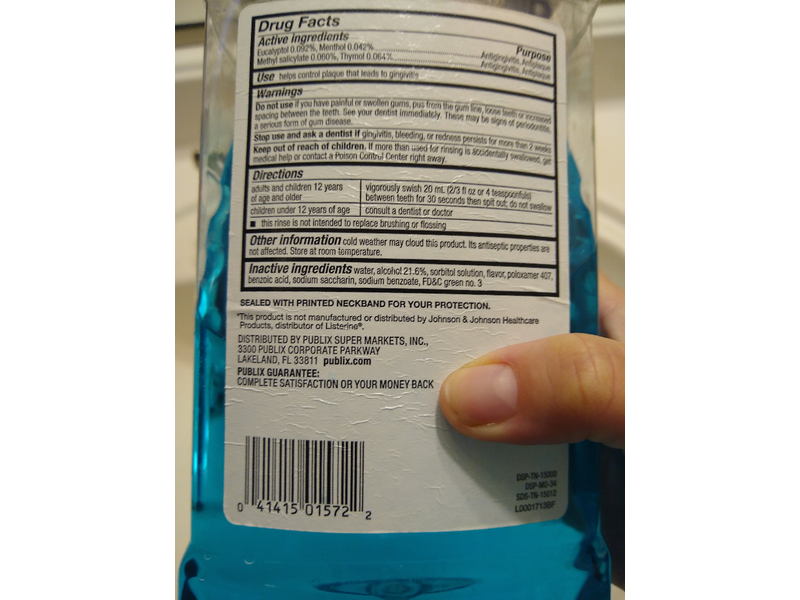 Drug Facts
Active ingredients Purpose
Eucalyptol 0.092%, Menthol 0.042% Antigingivitis, Antiplaque
Methyl salicylate 0.060%, Thymol 0.064% Antigingivitis, Antiplaque
Use helps control plaque that leads to gingivitis
Warnings
Do not use if you have painful or swollen gums, pus from the gum line, loose teeth or increased
spacing between the teeth. See your dentist immediately. These may be signs of periodontitis,
a serious form of gum disease.
Stop use and ask a dentist if gingivitis, bleeding, or redness persists for more than 2 weeks
Keep out of reach of children. If more than used for rinsing is accidentally swallowed, get
medical help or contact a Poison Control Center right away.
Directions
adults and children 12 years vigorously swish 20 mL (2/3 fl oz or 4 teaspoonfuls)
of age and older between teeth for 30 seconds then spit out; do not swallow
children under 12 years of age consult a dentist or doctor
■ this rinse is not intended to replace brushing or flossing
Other information cold weather may cloud this product. Its antiseptic properties are
not affected. Store at room temperature.
Inactive ingredients water, alcohol 21.6%, sorbitol solution, flavor, poloxamer 407,
benzoic acid, sodium saccharin, sodium benzoate, FD&C green no. 3
SEALED WITH PRINTED NECKBAND FOR YOUR PROTECTION.
*This product is not manufactured or distributed by Johnson & Johnson Healthcare
Products, distributor of Listerine®.
DISTRIBUTED BY PUBLIX SUPER MARKETS, INC.,
3300 PUBLIX CORPORATE PARKWAY
LAKELAND, FL 33811 publix.com
PUBLIX GUARANTEE:
COMPLETE SATISFACTION OR YOUR MONEY BACK
DSP-TN-15000
DSP-MO-34
SDS-TN-15012
L0001713BF
0 41415 01572 2